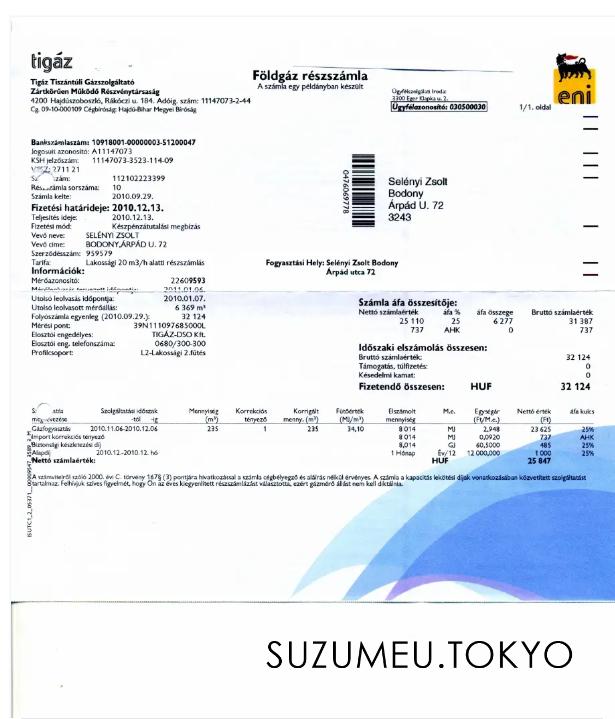 tigáz
Tigáz Tiszántúli Gázszolgáltató
Zártkörűen Működő Részvénytársaság
4200 Hajdúszoboszló, Rákóczi u. 184. Adóig. szám: 11147073-2-44
Cg. 09-10-000109 Cégbíróság: Hajdú-Bihar Megyei Bíróság
Földgáz részszámla
A számla egy példányban készült
Ügyfélszolgálati Iroda:
3300 Eger Klapka u. 2.
Ügyfélazonosító: 030500030
eni
1/1. oldal
Bankszámlaszám: 10918001-00000003-51200047
Jogosult azonosító: A11147073
KSH jelzőszám: 11147073-3523-114-09
2711 21
112102223399
Részszámla sorszáma: 10
Számla kelte: 2010.09.29.
Fizetési határideje: 2010.12.13.
Teljesítés ideje: 2010.12.13.
Fizetési mód: Készpénzátutalási megbízás
Vevő neve: SELÉNYI ZSOLT
Vevő címe: BODONY,ÁRPÁD U. 72
Szerződésszám: 959579
Tarifa: Lakossági 20 m3/h alatti részszámlás
0476069778
Selényi Zsolt
Bodony
Árpád U. 72
3243
Fogyasztási Hely: Selényi Zsolt Bodony
Árpád utca 72
Információk:
Mérőazonosító: 22609593
2011.01.06.
Utolsó leolvasás időpontja: 2010.01.07.
Utolsó leolvasott mérőállás: 6 369 m³
Folyószámla egyenleg (2010.09.29.): 32 124
Mérési pont: 39N111097685000L
Elosztói engedélyes: TIGÁZ-DSO Kft.
Elosztói eng. telefonszáma: 0680/300-300
Profilcsoport: L2-Lakossági 2.fűtés
Számla áfa összesítője:
Nettó számlaérték áfa % áfa összege Bruttó számlaérték
25 110 25 6 277 31 387
737 AHK 0 737
Időszaki elszámolás összesen:
Bruttó számlaérték: 32 124
Támogatás, túlfizetés: 0
Késedelmi kamat: 0
Fizetendő összesen: HUF 32 124
Szolgáltatási időszak Mennyiség Korrekciós Korrigált Fűtőérték Elszámolt M.e. Egységár Nettó érték áfa kulcs
-tól -ig (m³) tényező menny. (m³) (MJ/m³) mennyiség (Ft/M.e.) (Ft)
Gázfogyasztás 2010.11.06-2010.12.06 235 1 235 34,10 8 014 MJ 2,948 23 625 25%
Import korrekciós tényező 8 014 MJ 0,0920 737 AHK
Biztonsági készletezési díj 8,014 GJ 60,5000 485 25%
Alapdíj 2010.12.-2010.12. hó 1 Hónap Év/12 12 000,000 1 000 25%
Nettó számlaérték: HUF 25 847
A számvitelről szóló 2000. évi C. törvény 167§ (3) pontjára hivatkozással a számla cégbélyegző és aláírás nélkül érvényes. A számla a kapacitás lekötési díjak vonatkozásában közvetített szolgáltatást
tartalmaz. Felhívjuk szíves figyelmét, hogy Ön az éves kiegyenlített részszámlázást választotta, ezért gázmérő állást nem kell diktálnia.
SUZUMEU.TOKYO